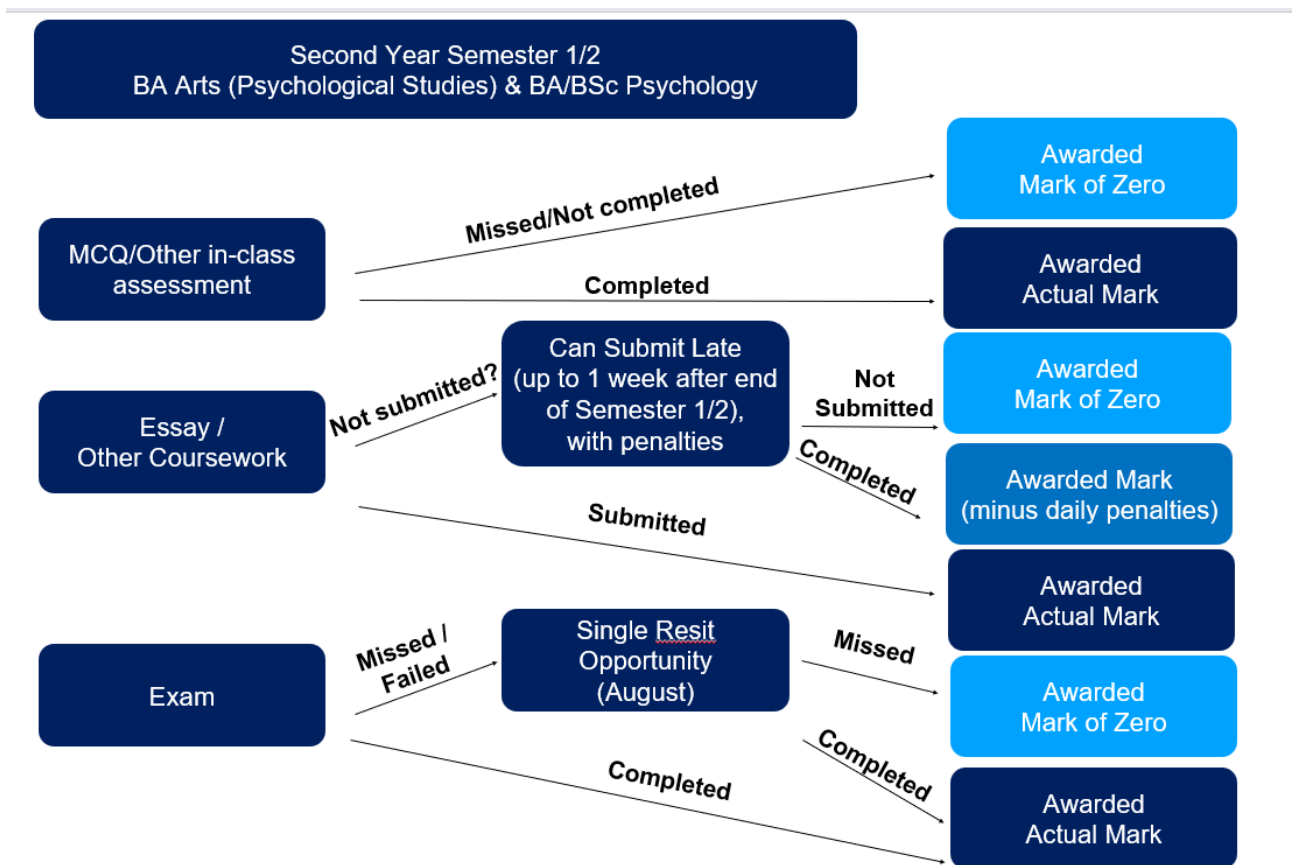 Second Year Semester 1/2
BA Arts (Psychological Studies) & BA/BSc Psychology
MCQ/Other in-class
assessment
Missed/Not completed
Awarded
Mark of Zero
Completed
Awarded
Actual Mark
Essay /
Other Coursework
Not submitted?
Can Submit Late
(up to 1 week after end
of Semester 1/2),
with penalties
Not
Submitted
Awarded
Mark of Zero
Completed
Awarded Mark
(minus daily penalties)
Submitted
Awarded
Actual Mark
Exam
Missed /
Failed
Single Resit
Opportunity
(August)
Missed
Awarded
Mark of Zero
Completed
Completed
Awarded
Actual Mark